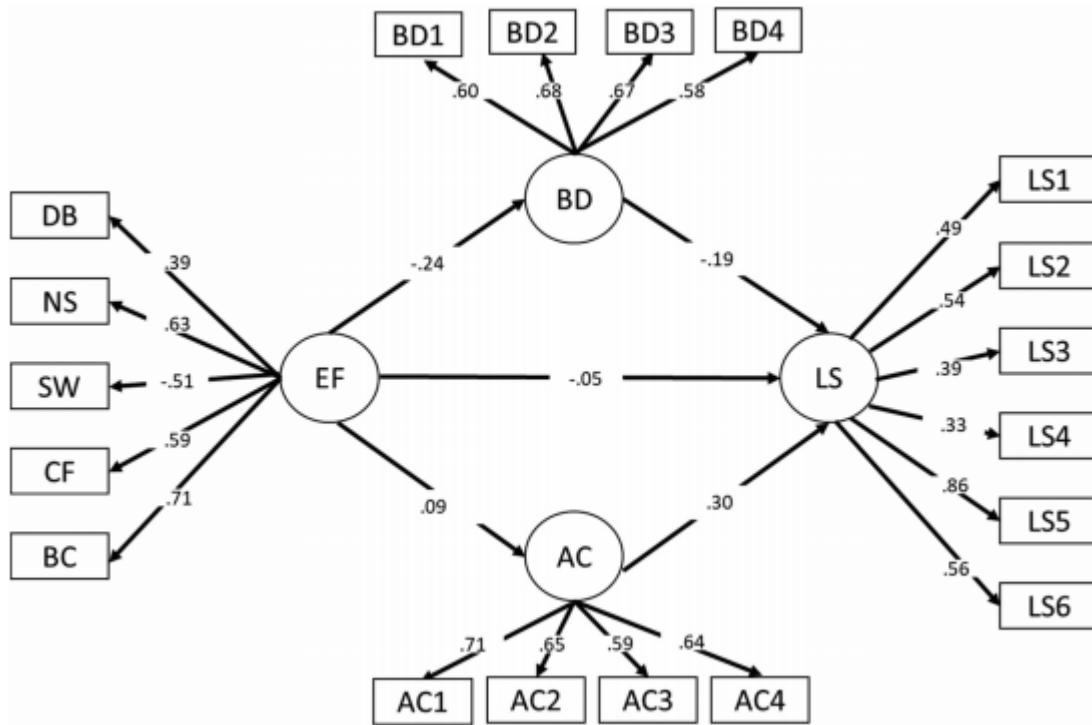 BD1 BD2 BD3 BD4
.60 .68 .67 .58
BD
DB
NS
SW
CF
BC
.39
.63
-.51
.59
.71
EF
-.24
-.19
-.05
.09
.30
LS
.49
.54
.39
.33
.86
.56
LS1
LS2
LS3
LS4
LS5
LS6
AC
.71 .65 .59 .64
AC1 AC2 AC3 AC4